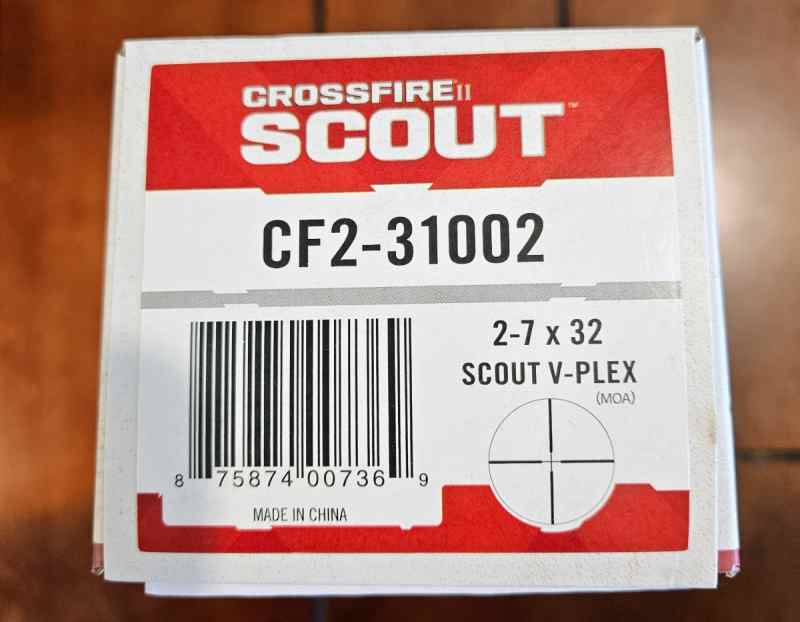 CROSSFIRE II
SCOUT™
CF2-31002
2-7 x 32
SCOUT V-PLEX
(MOA)
8 75874 00736 9
MADE IN CHINA